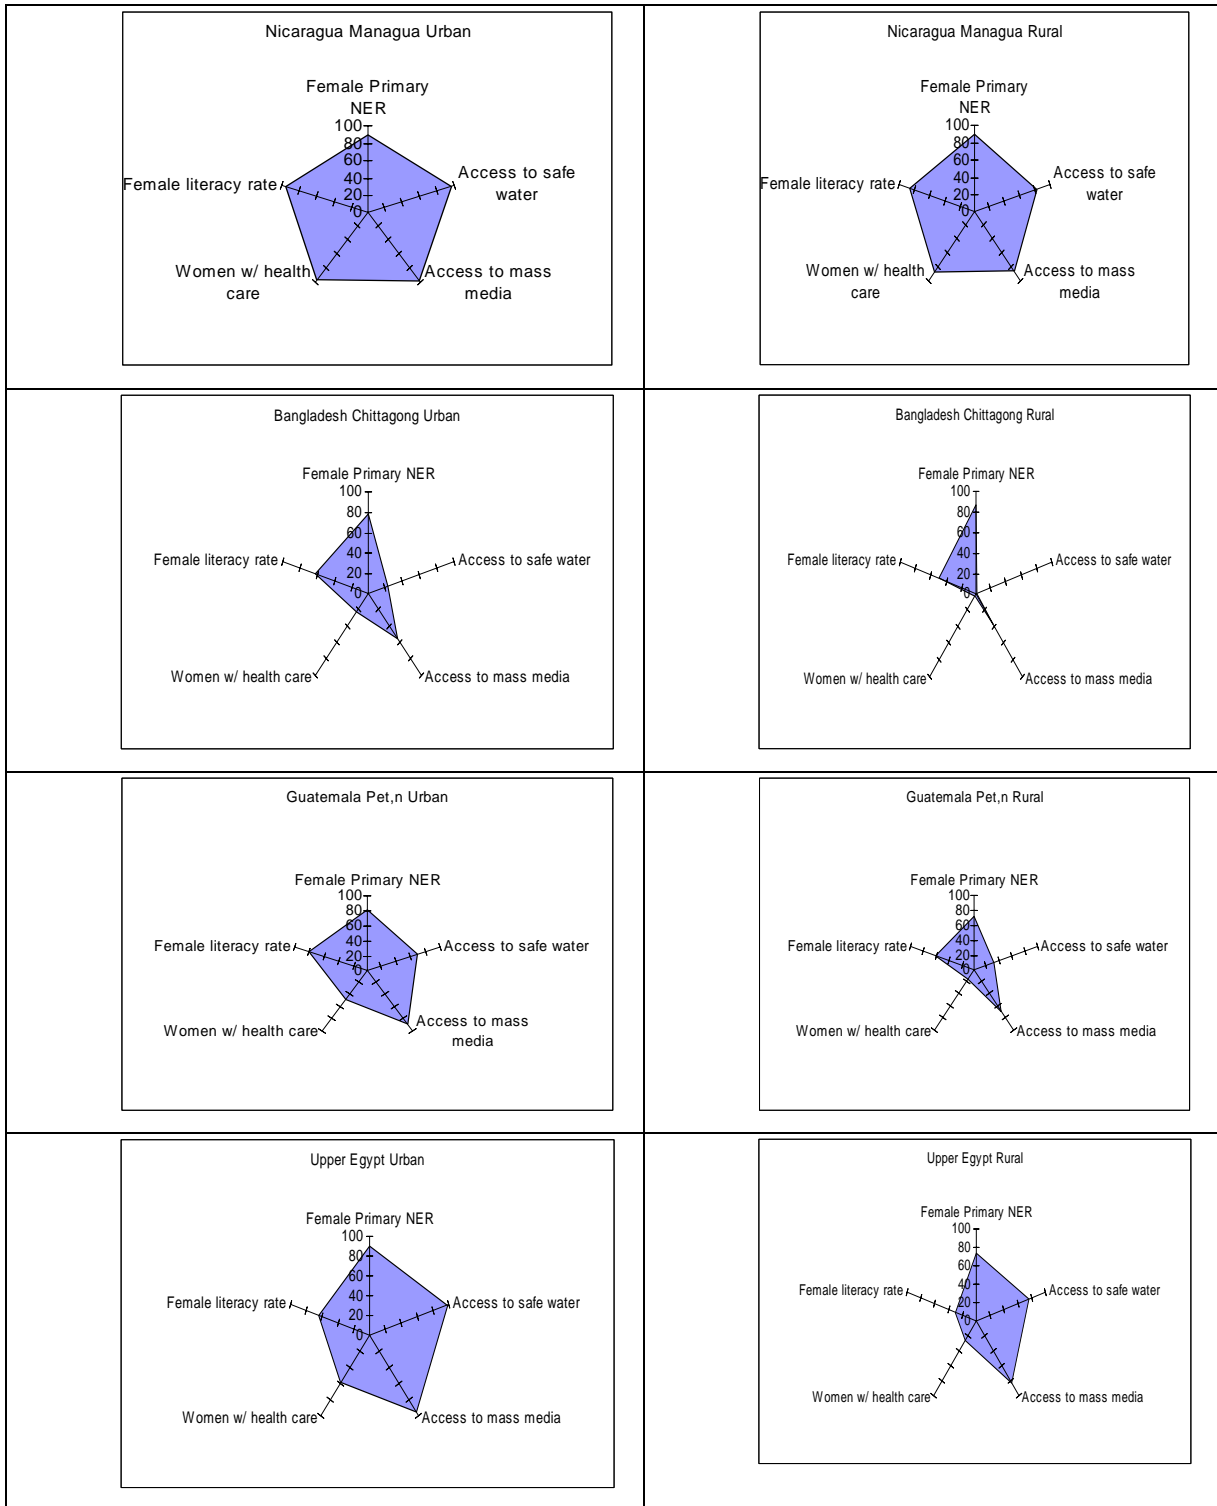 Nicaragua Managua Urban
Female Primary
NER
100
80
60
40
20
0
Female literacy rate
Access to safe
water
Women w/ health
care
Access to mass
media
Nicaragua Managua Rural
Female Primary
NER
100
80
60
40
20
0
Female literacy rate
Access to safe
water
Women w/ health
care
Access to mass
media
Bangladesh Chittagong Urban
Female Primary NER
100
80
60
40
20
0
Female literacy rate
Access to safe water
Women w/ health care
Access to mass media
Bangladesh Chittagong Rural
Female Primary NER
100
80
60
40
20
0
Female literacy rate
Access to safe water
Women w/ health care
Access to mass media
Guatemala Pet,n Urban
Female Primary NER
100
80
60
40
20
0
Female literacy rate
Access to safe water
Women w/ health care
Access to mass
media
Guatemala Pet,n Rural
Female Primary NER
100
80
60
40
20
0
Female literacy rate
Access to safe water
Women w/ health care
Access to mass media
Upper Egypt Urban
Female Primary NER
100
80
60
40
20
0
Female literacy rate
Access to safe water
Women w/ health care
Access to mass media
Upper Egypt Rural
Female Primary NER
100
80
60
40
20
0
Female literacy rate
Access to safe water
Women w/ health care
Access to mass media